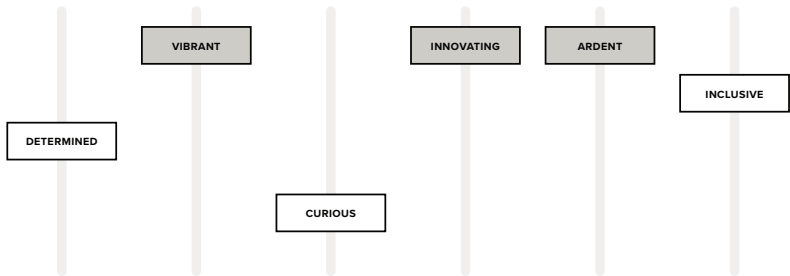 VIBRANT
INNOVATING
ARDENT
INCLUSIVE
DETERMINED
CURIOUS